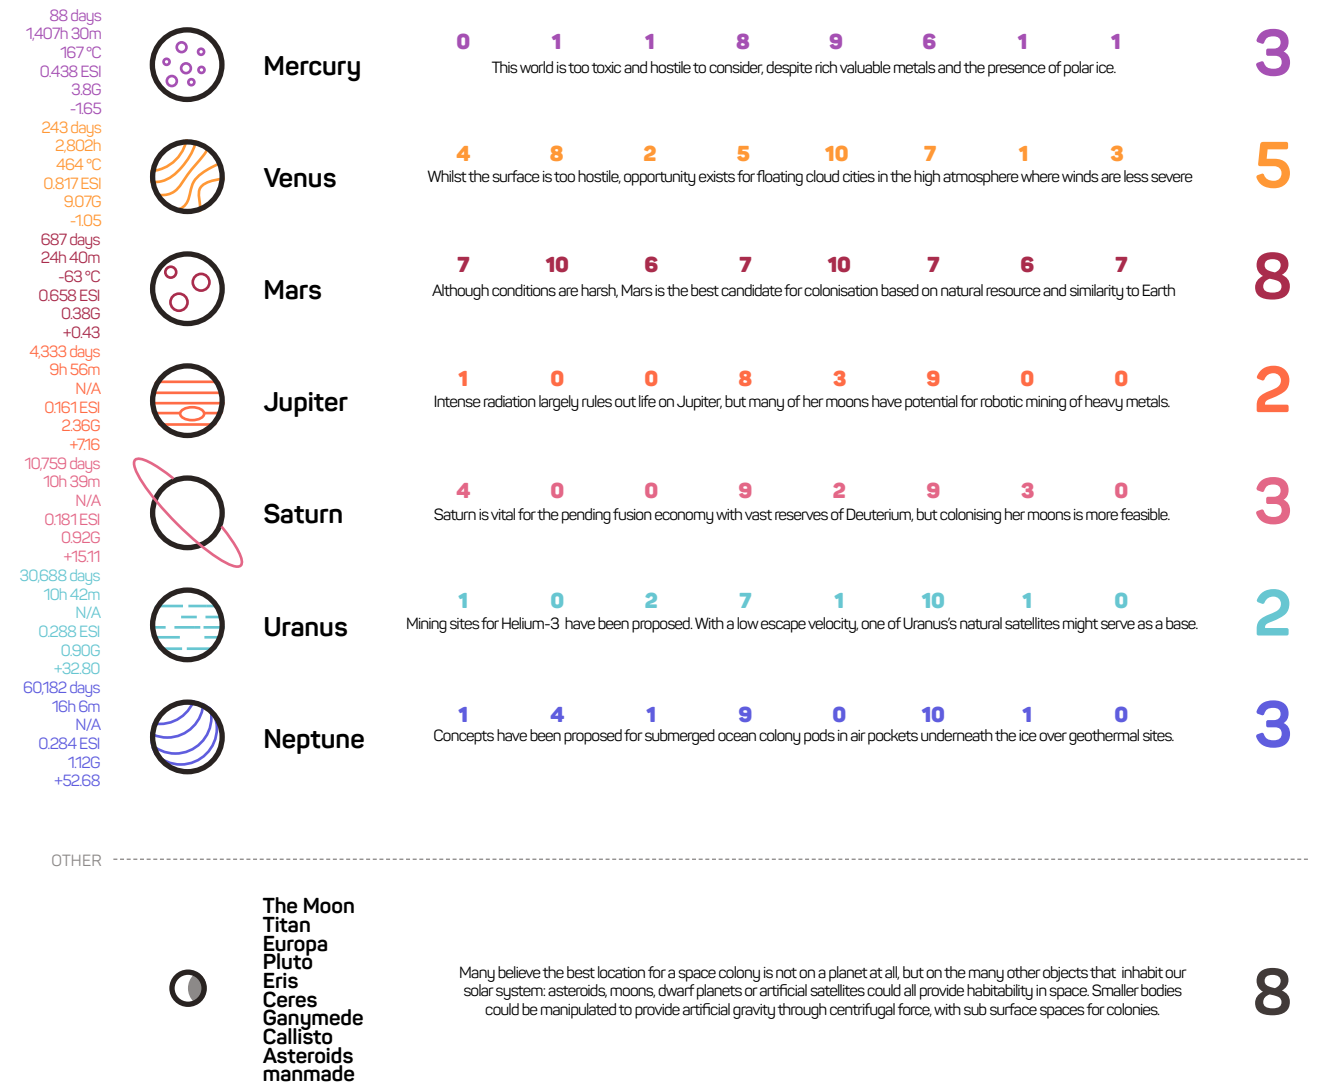 88 days
1,407h 30m
167 °C
0.438 ESI
3.8G
-1.65
Mercury
0 1 1 8 9 6 1 1
This world is too toxic and hostile to consider, despite rich valuable metals and the presence of polar ice.
3
243 days
2,802h
464 °C
0.817 ESI
9.07G
-1.05
Venus
4 8 2 5 10 7 1 3
Whilst the surface is too hostile, opportunity exists for floating cloud cities in the high atmosphere where winds are less severe
5
687 days
24h 40m
-63 °C
0.658 ESI
0.38G
+0.43
Mars
7 10 6 7 10 7 6 7
Although conditions are harsh, Mars is the best candidate for colonisation based on natural resource and similarity to Earth
8
4,333 days
9h 56m
N/A
0.161 ESI
2.36G
+7.16
Jupiter
1 0 0 8 3 9 0 0
Intense radiation largely rules out life on Jupiter, but many of her moons have potential for robotic mining of heavy metals.
2
10,759 days
10h 39m
N/A
0.181 ESI
0.92G
+15.11
Saturn
4 0 0 9 2 9 3 0
Saturn is vital for the pending fusion economy with vast reserves of Deuterium, but colonising her moons is more feasible.
3
30,688 days
10h 42m
N/A
0.288 ESI
0.90G
+32.80
Uranus
1 0 2 7 1 10 1 0
Mining sites for Helium-3 have been proposed. With a low escape velocity, one of Uranus's natural satellites might serve as a base.
2
60,182 days
16h 6m
N/A
0.284 ESI
1.12G
+52.68
Neptune
1 4 1 9 0 10 1 0
Concepts have been proposed for submerged ocean colony pods in air pockets underneath the ice over geothermal sites.
3
OTHER
The Moon
Titan
Europa
Pluto
Eris
Ceres
Ganymede
Callisto
Asteroids
manmade
Many believe the best location for a space colony is not on a planet at all, but on the many other objects that inhabit our
solar system: asteroids, moons, dwarf planets or artificial satellites could all provide habitability in space. Smaller bodies
could be manipulated to provide artificial gravity through centrifugal force, with sub surface spaces for colonies.
8